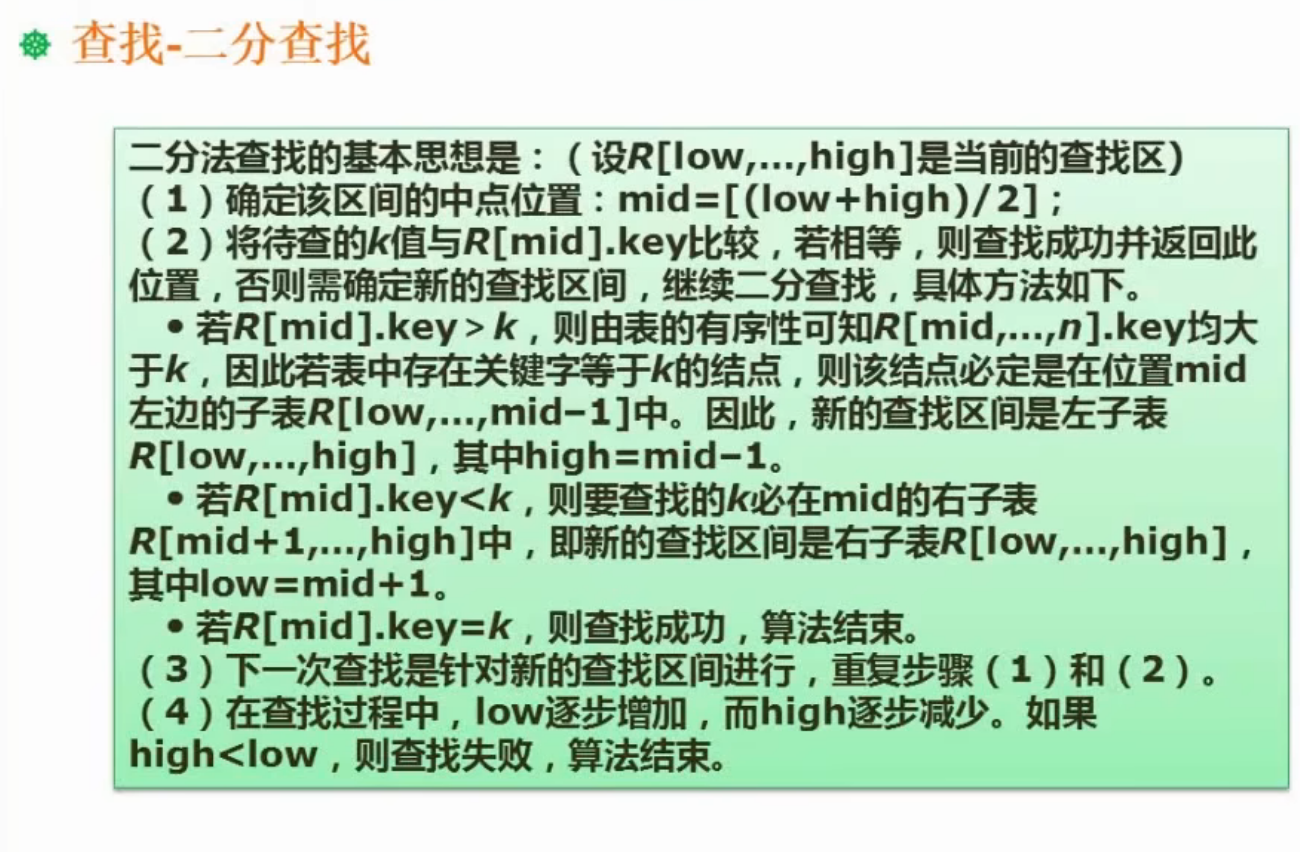 查找-二分查找
二分法查找的基本思想是：（设R[low,…,high]是当前的查找区)
（1）确定该区间的中点位置：mid=[(low+high)/2]；
（2）将待查的k值与R[mid].key比较，若相等，则查找成功并返回此
位置，否则需确定新的查找区间，继续二分查找，具体方法如下。
• 若R[mid].key＞k，则由表的有序性可知R[mid,…,n].key均大
于k，因此若表中存在关键字等于k的结点，则该结点必定是在位置mid
左边的子表R[low,…,mid–1]中。因此，新的查找区间是左子表
R[low,…,high]，其中high=mid–1。
• 若R[mid].key<k，则要查找的k必在mid的右子表
R[mid+1,…,high]中，即新的查找区间是右子表R[low,…,high]，
其中low=mid+1。
• 若R[mid].key=k，则查找成功，算法结束。
（3）下一次查找是针对新的查找区间进行，重复步骤（1）和（2）。
（4）在查找过程中，low逐步增加，而high逐步减少。如果
high<low，则查找失败，算法结束。